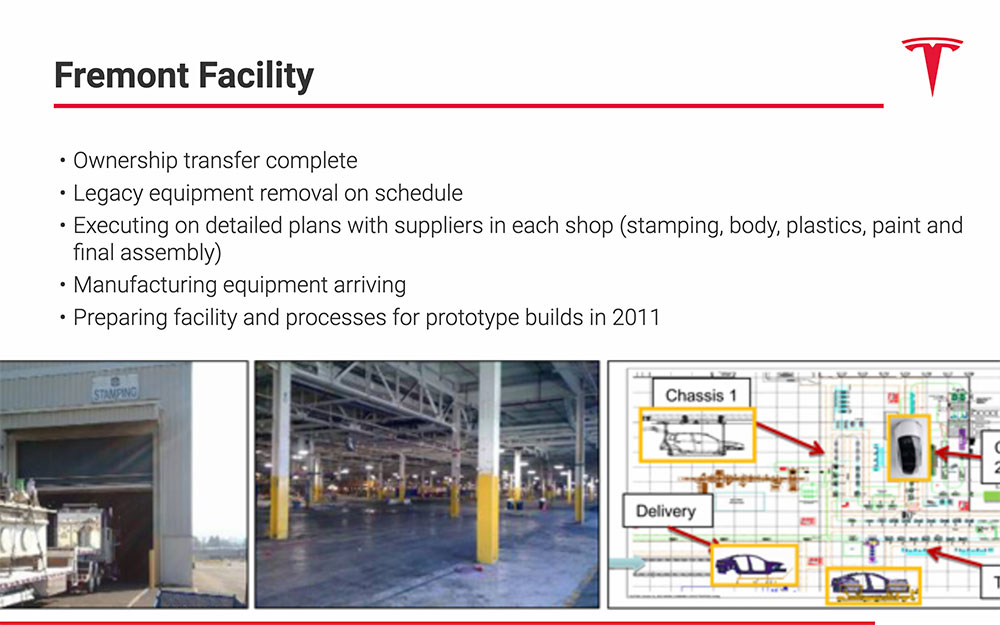 Fremont Facility
• Ownership transfer complete
• Legacy equipment removal on schedule
• Executing on detailed plans with suppliers in each shop (stamping, body, plastics, paint and
final assembly)
• Manufacturing equipment arriving
• Preparing facility and processes for prototype builds in 2011
STAMPING
Chassis 1
C
2
Delivery
T